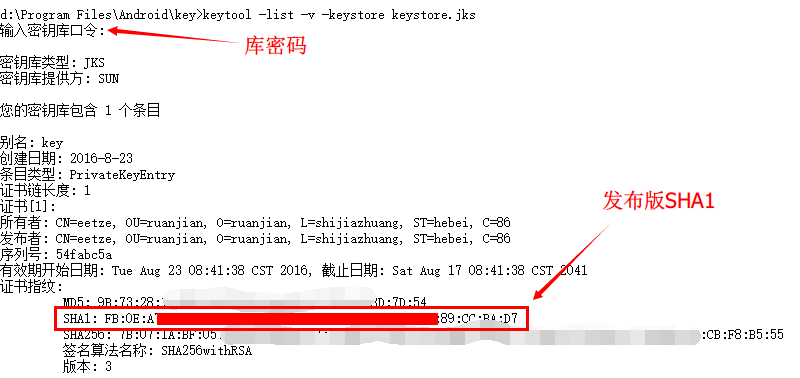 d:\Program Files\Android\key>keytool -list -v -keystore keystore.jks
输入密钥库口令:
库密码
密钥库类型: JKS
密钥库提供方: SUN
您的密钥库包含 1 个条目
别名: key
创建日期: 2016-8-23
条目类型: PrivateKeyEntry
证书链长度: 1
证书[1]:
发布版SHA1
所有者: CN=eetze, OU=ruanjian, O=ruanjian, L=shijiazhuang, ST=hebei, C=86
发布者: CN=eetze, OU=ruanjian, O=ruanjian, L=shijiazhuang, ST=hebei, C=86
序列号: 54fabc5a
有效期开始日期: Tue Aug 23 08:41:38 CST 2016, 截止日期: Sat Aug 17 08:41:38 CST 2041
证书指纹:
MD5: 9B:73:28: :7D:54
SHA1: FB:0E: :89:CC:BA:D7
SHA256: 7B:07:1A:BF:05: :CB:F8:B5:55
签名算法名称: SHA256withRSA
版本: 3